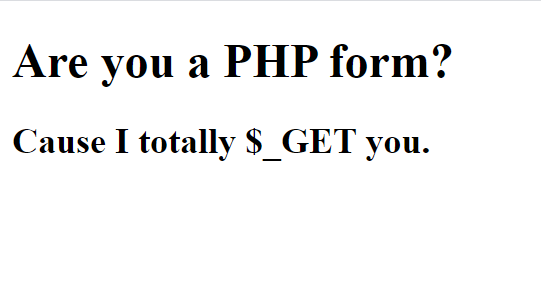 Are you a PHP form?
Cause I totally $_GET you.